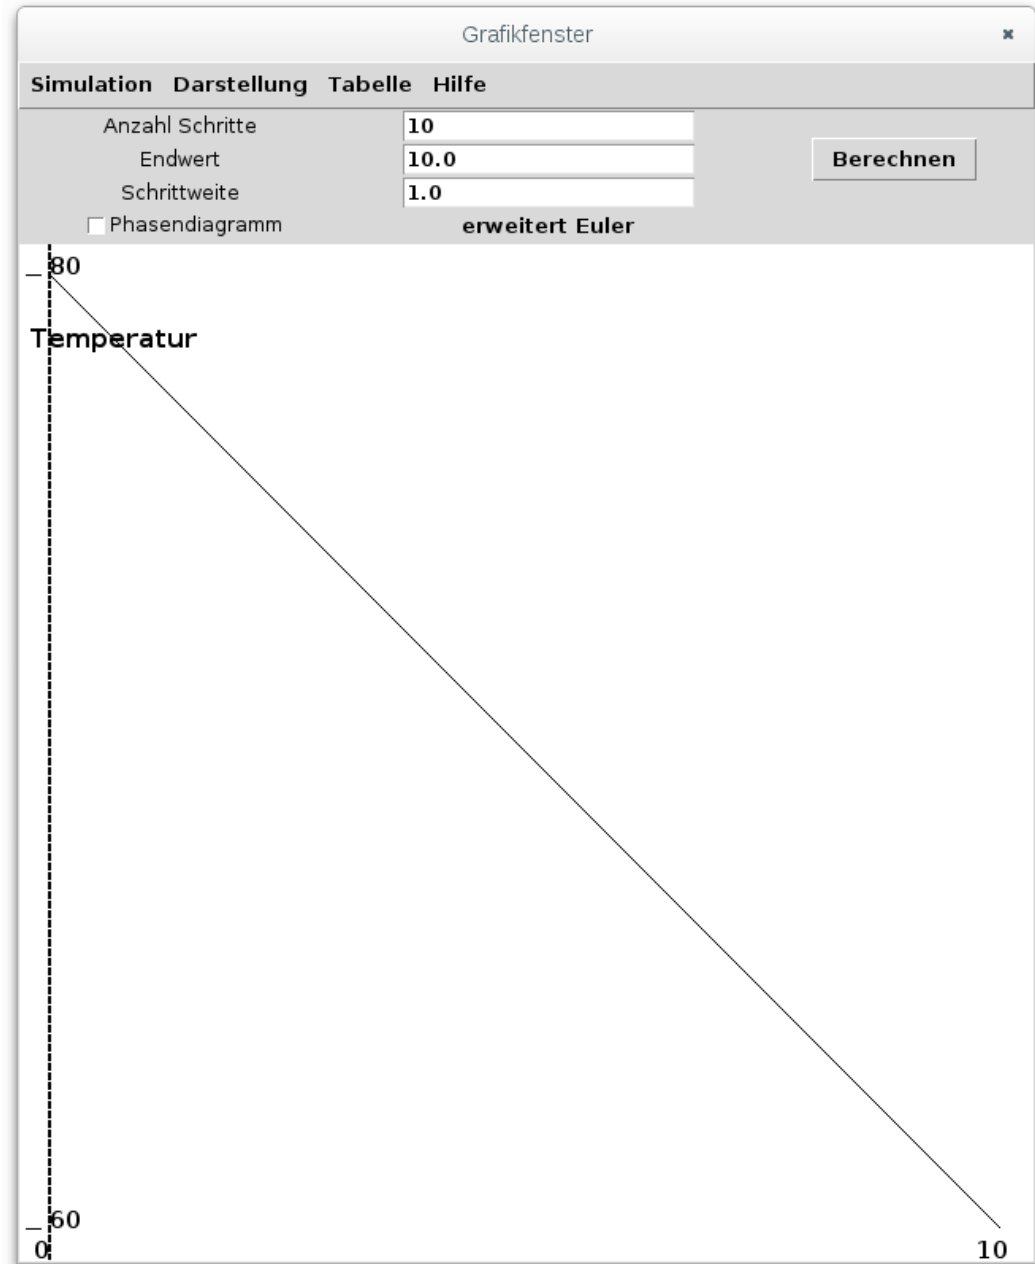 Grafikfenster
Simulation Darstellung Tabelle Hilfe
Anzahl Schritte 10
Endwert 10.0 Berechnen
Schrittweite 1.0
Phasendiagramm erweitert Euler
_ 80
Temperatur
_ 60
0 10